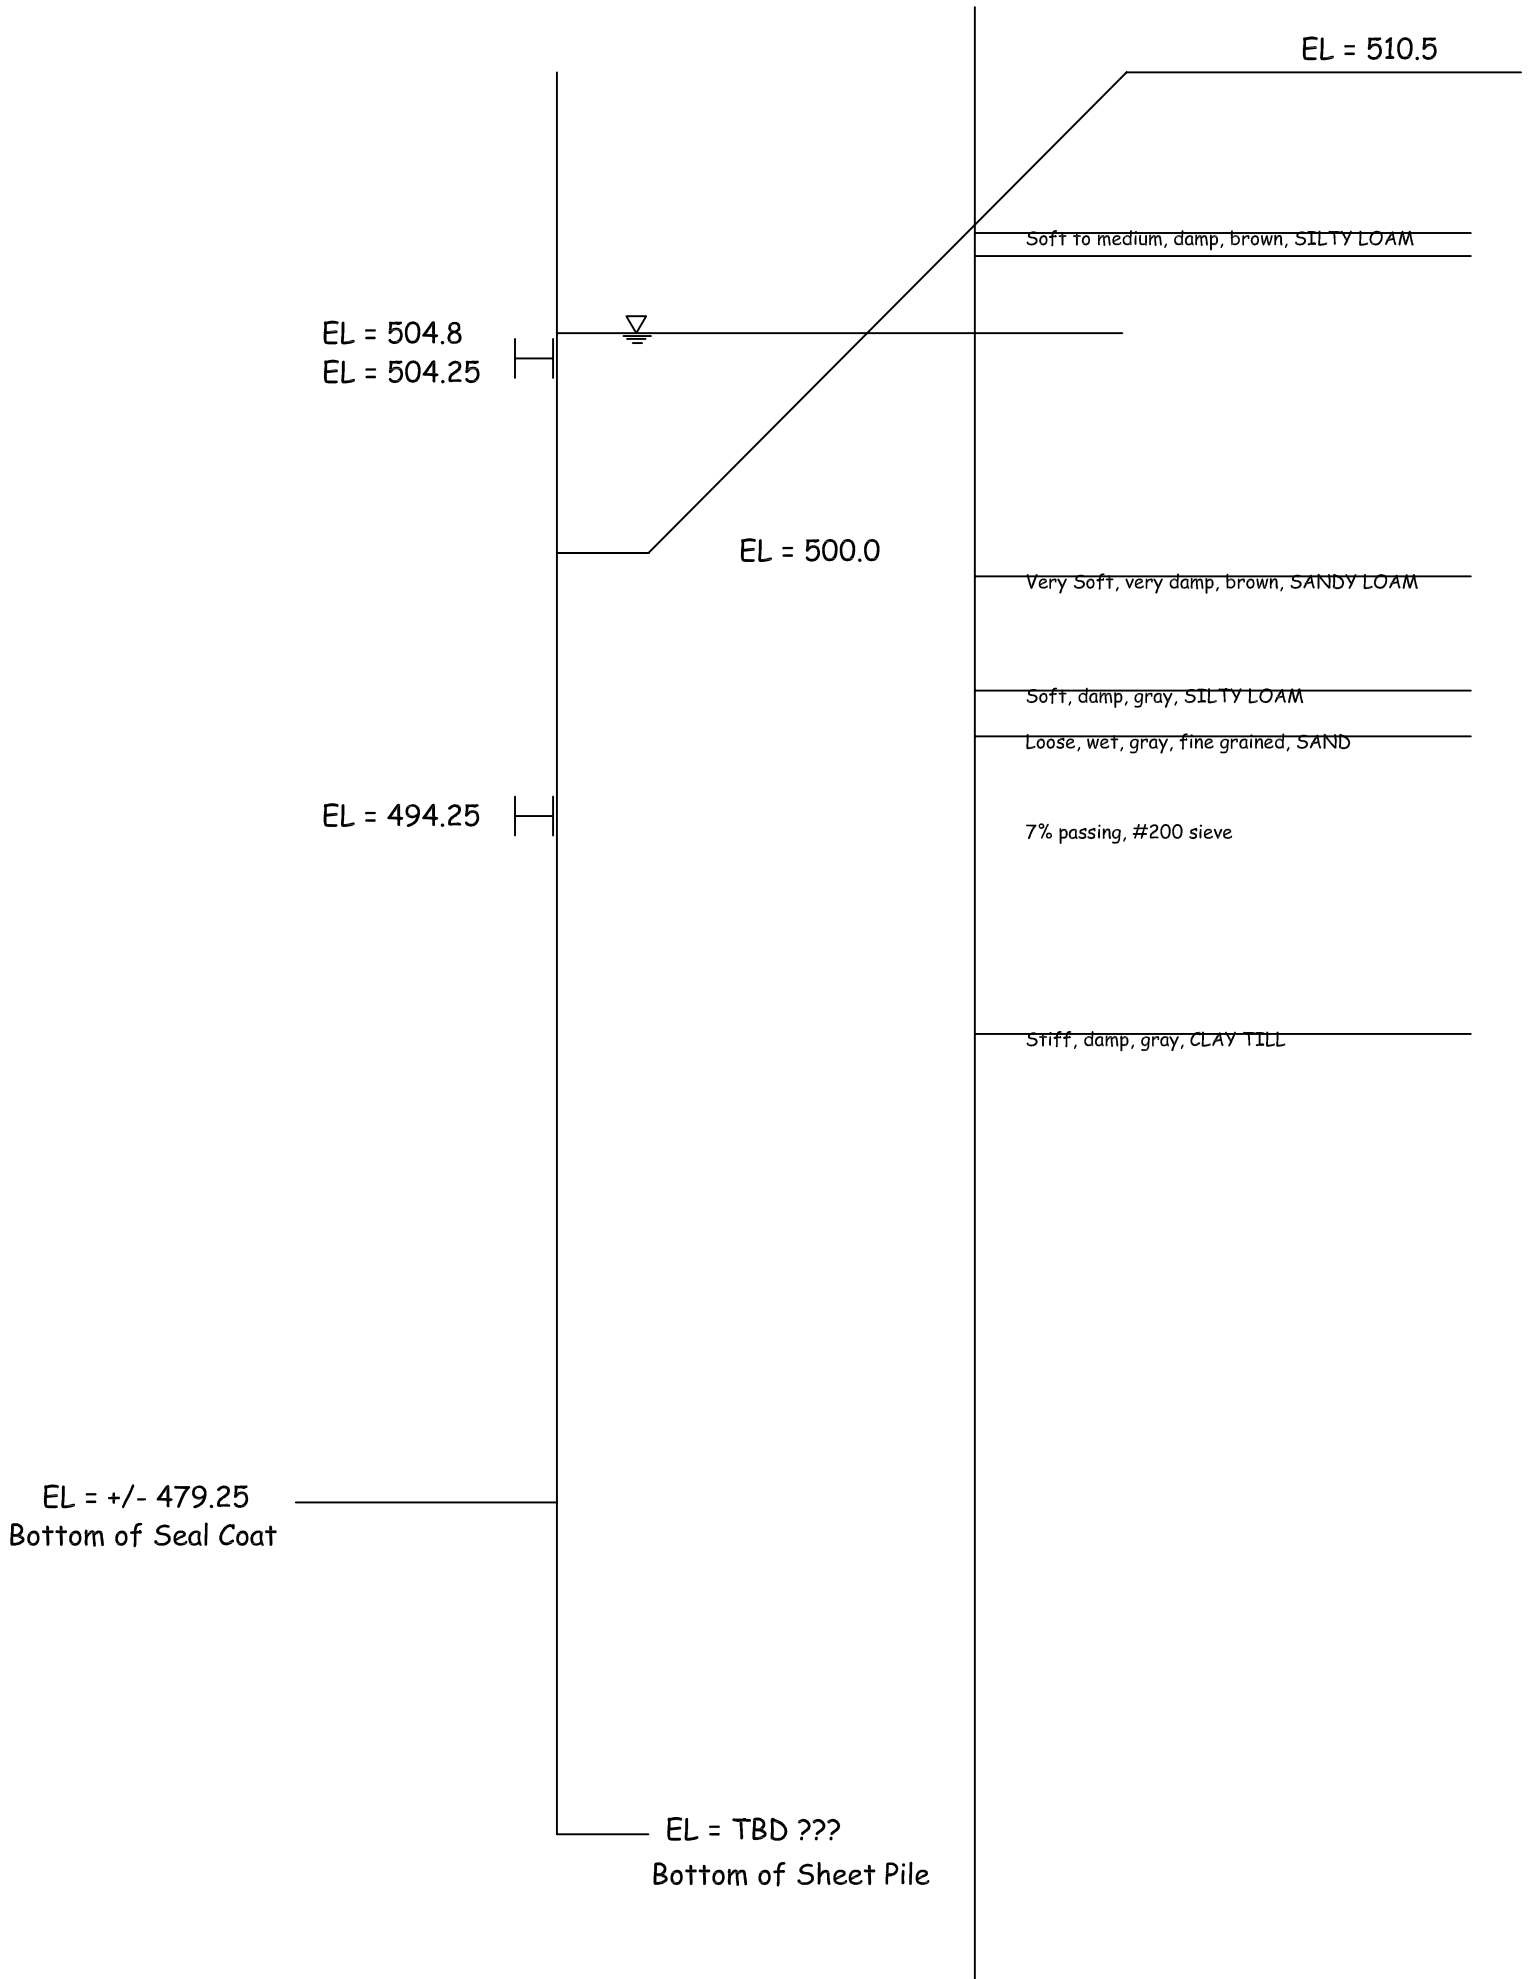 EL = 510.5
Soft to medium, damp, brown, SILTY LOAM
EL = 504.8
EL = 504.25
EL = 500.0
Very Soft, very damp, brown, SANDY LOAM
Soft, damp, gray, SILTY LOAM
Loose, wet, gray, fine grained, SAND
EL = 494.25
7% passing, #200 sieve
Stiff, damp, gray, CLAY TILL
EL = +/- 479.25
Bottom of Seal Coat
EL = TBD ???
Bottom of Sheet Pile